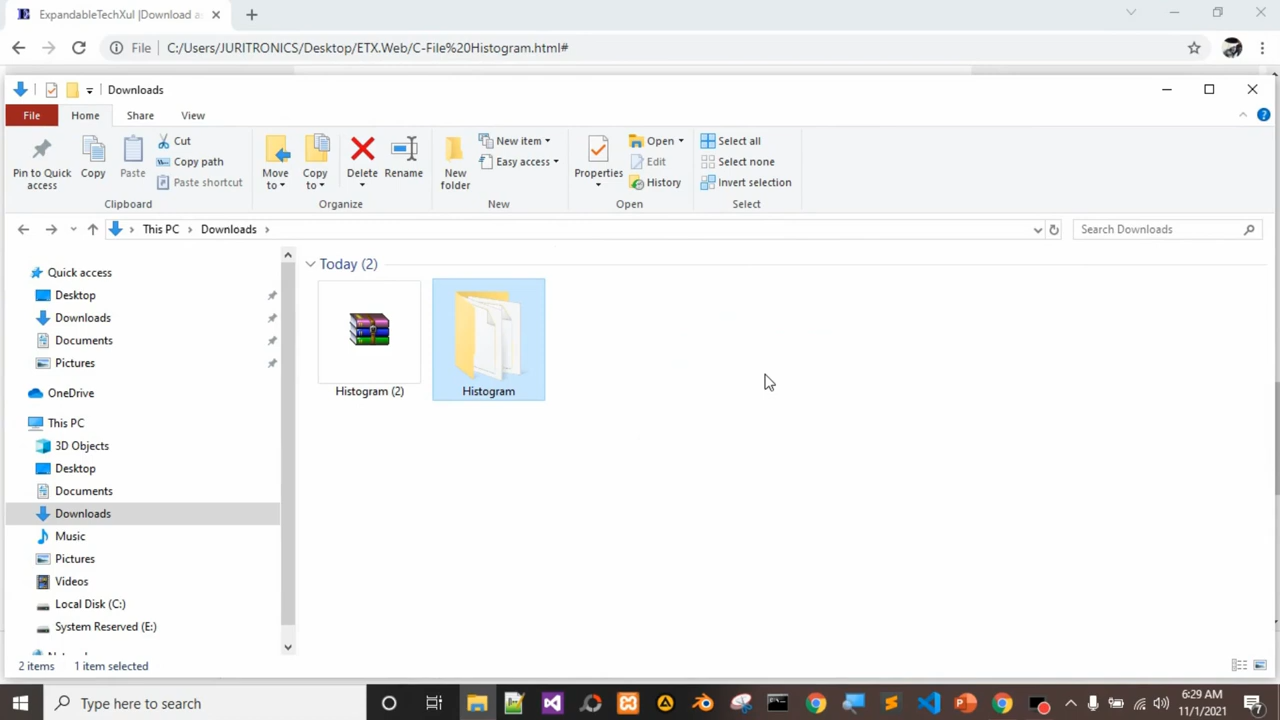 ExpandableTechXul |Download as
File
C:/Users/JURITRONICS/Desktop/ETX.Web/C-File%20Histogram.html#
Downloads
File
Home
Share
View
Pin to Quick access
Copy
Paste
Cut
Copy path
Paste shortcut
Clipboard
Move to
Copy to
Delete
Rename
Organize
New folder
New item
Easy access
New
Properties
Open
Edit
History
Open
Select all
Select none
Invert selection
Select
This PC
Downloads
Search Downloads
Quick access
Desktop
Downloads
Documents
Pictures
OneDrive
This PC
3D Objects
Desktop
Documents
Downloads
Music
Pictures
Videos
Local Disk (C:)
System Reserved (E:)
Today (2)
Histogram (2)
Histogram
2 items
1 item selected
Type here to search
6:29 AM
11/1/2021